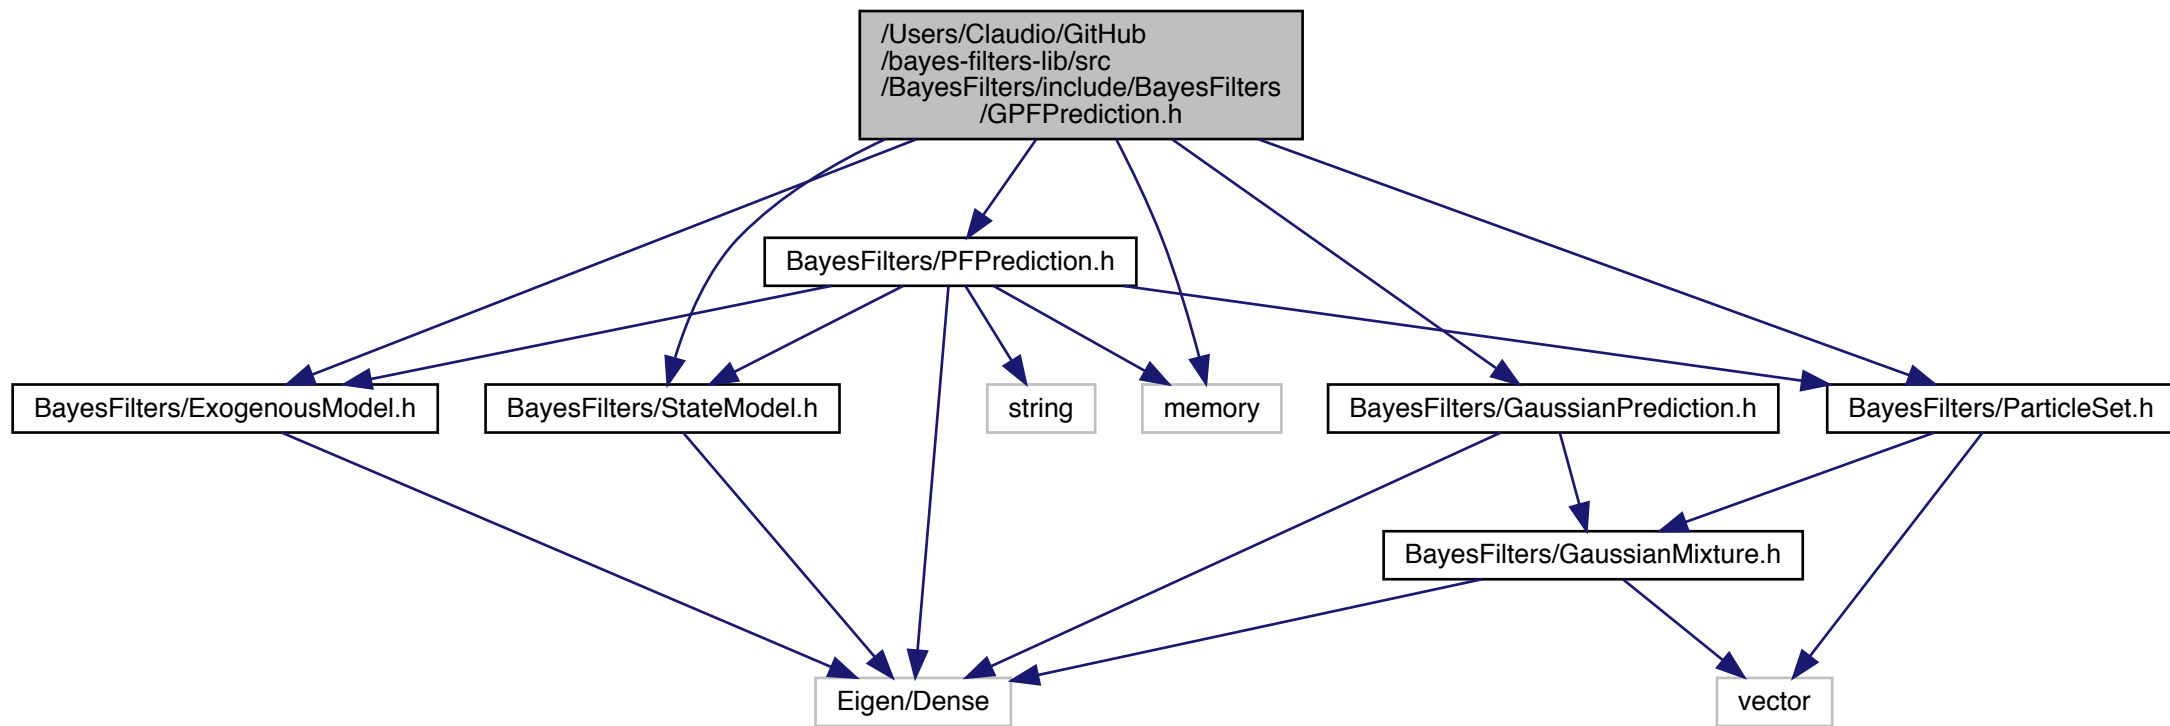 /Users/Claudio/GitHub
/bayes-filters-lib/src
/BayesFilters/include/BayesFilters
/GPFPrediction.h
BayesFilters/PFPrediction.h
BayesFilters/ExogenousModel.h
BayesFilters/StateModel.h
string
memory
BayesFilters/GaussianPrediction.h
BayesFilters/ParticleSet.h
BayesFilters/GaussianMixture.h
Eigen/Dense
vector